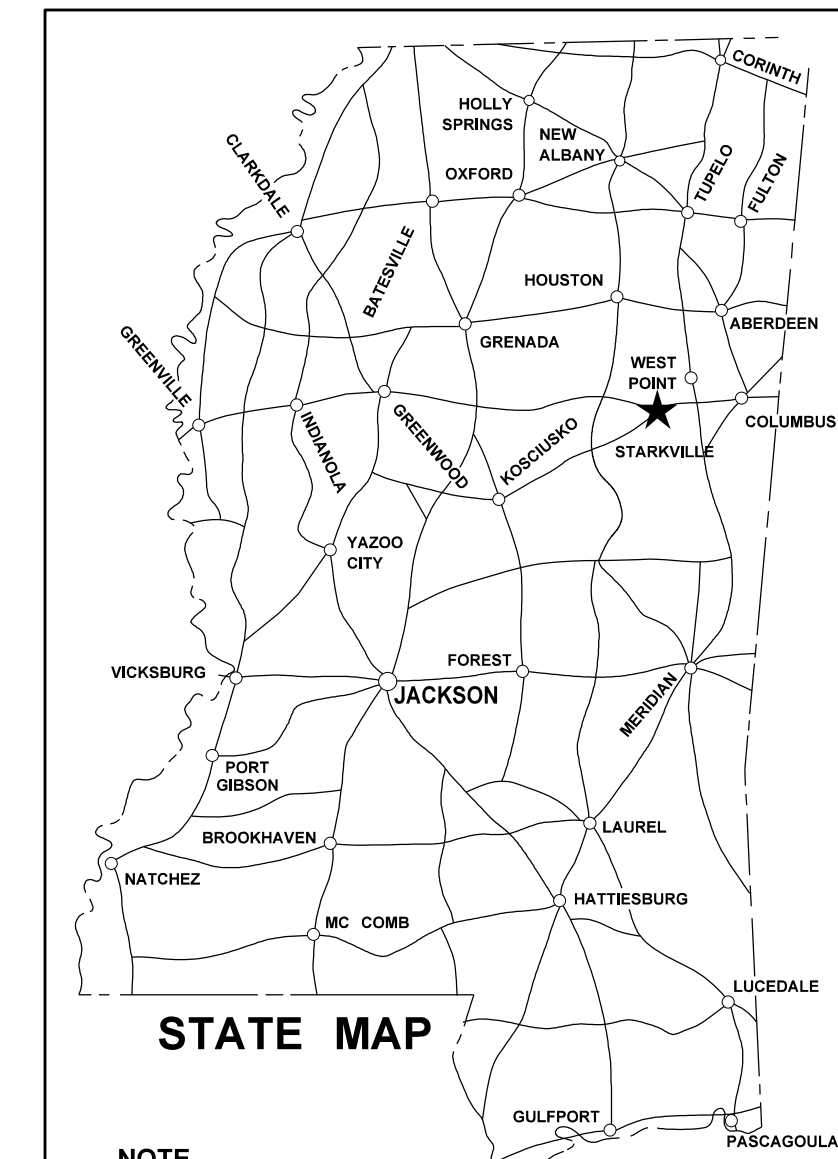 CORINTH
HOLLY
SPRINGS
NEW
ALBANY
CLARKDALE
OXFORD
TUPELO
FULTON
BATESVILLE
HOUSTON
ABERDEEN
GREENVILLE
GRENADA
WEST
POINT
COLUMBUS
INDIANOLA
GREENWOOD
KOSCIUSKO
STARKVILLE
YAZOO
CITY
VICKSBURG
FOREST
JACKSON
MERIDIAN
PORT
GIBSON
LAUREL
BROOKHAVEN
NATCHEZ
HATTIESBURG
MC COMB
LUCEDALE
STATE MAP
GULFPORT
PASCAGOULA
NOTE